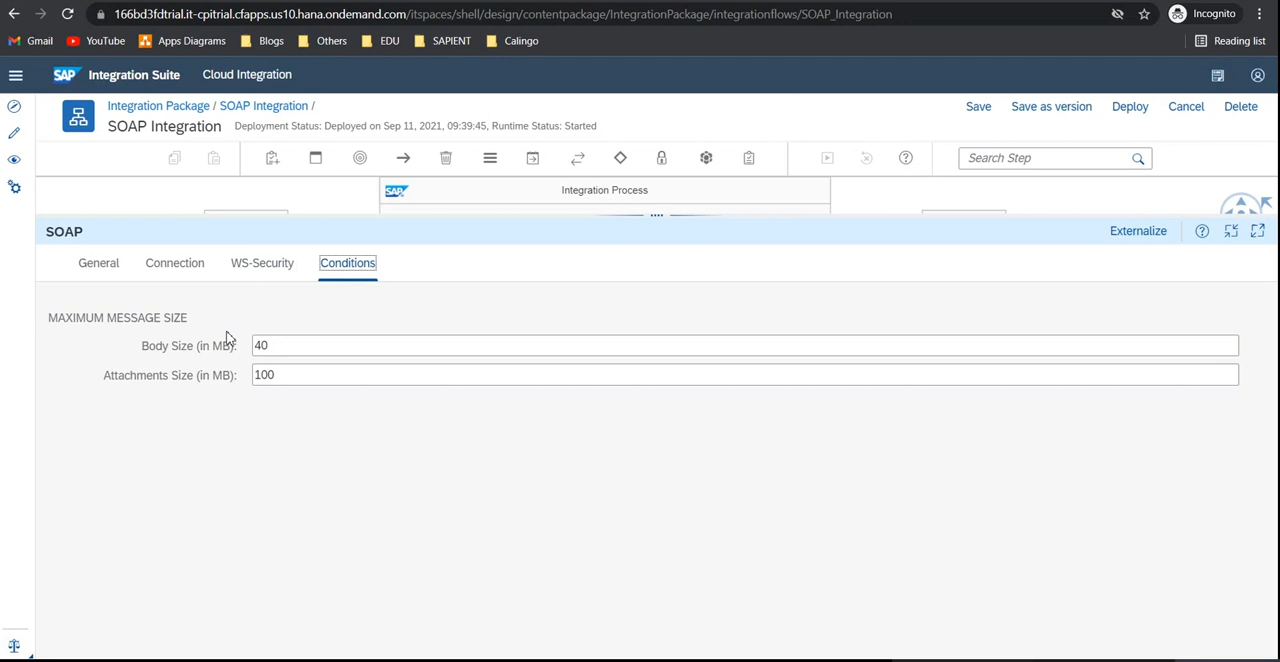 166bd3fdtrial.it-cpitrial.cfapps.us10.hana.ondemand.com/itspaces/shell/design/contentpackage/IntegrationPackage/integrationflows/SOAP_Integration
Incognito
Gmail YouTube Apps Diagrams Blogs Others EDU SAPIENT Calingo Reading list
SAP Integration Suite Cloud Integration
Integration Package / SOAP Integration /
Save Save as version Deploy Cancel Delete
SOAP Integration Deployment Status: Deployed on Sep 11, 2021, 09:39:45, Runtime Status: Started
Search Step
SAP Integration Process
SOAP Externalize
General Connection WS-Security Conditions
MAXIMUM MESSAGE SIZE
Body Size (in MB): 40
Attachments Size (in MB): 100